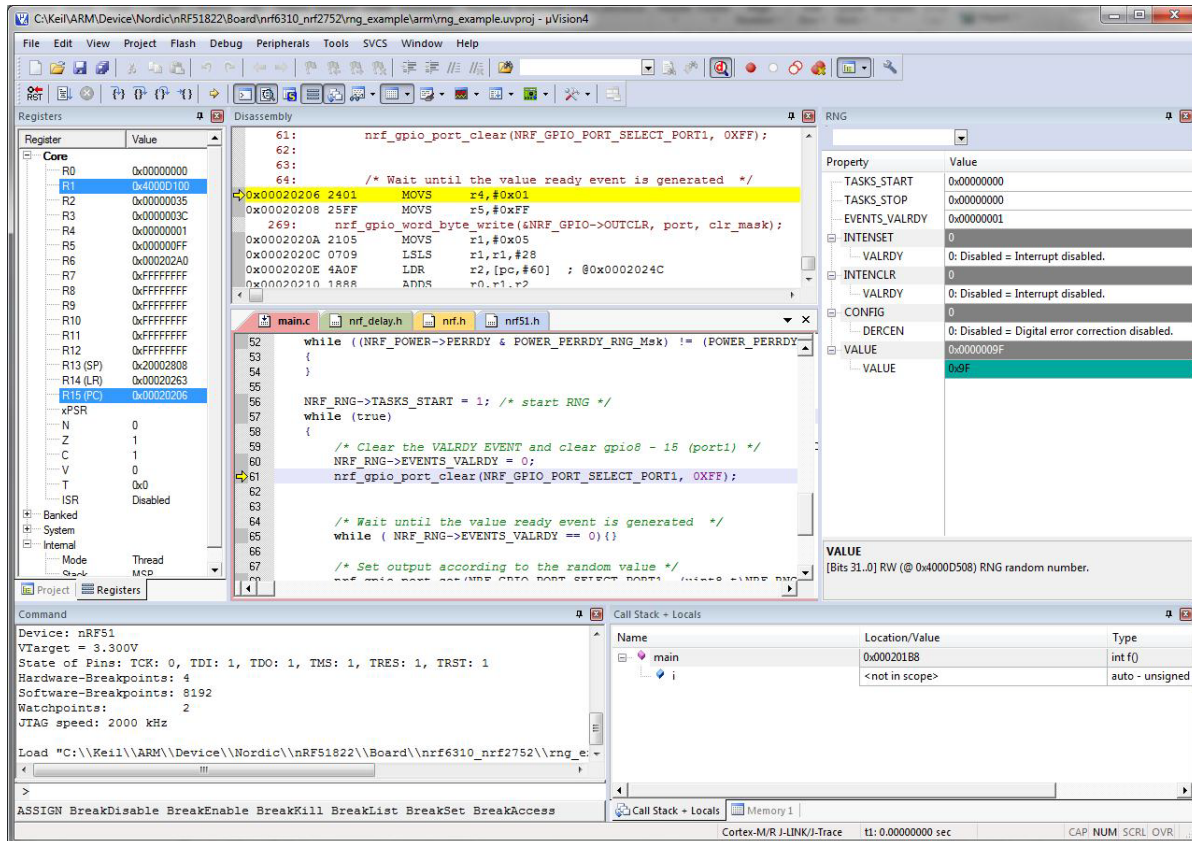 C:\Keil\ARM\Device\Nordic\nRF51822\Board\nrf6310_nrf2752\rng_example\arm\rng_example.uvproj - µVision4
File Edit View Project Flash Debug Peripherals Tools SVCS Window Help
Registers
Register Value
Core
R0 0x00000000
R1 0x4000D100
R2 0x00000035
R3 0x0000003C
R4 0x00000001
R5 0x000000FF
R6 0x000202A0
R7 0xFFFFFFFF
R8 0xFFFFFFFF
R9 0xFFFFFFFF
R10 0xFFFFFFFF
R11 0xFFFFFFFF
R12 0xFFFFFFFF
R13 (SP) 0x20002808
R14 (LR) 0x00020263
R15 (PC) 0x00020206
xPSR
N 0
Z 1
C 1
V 0
T 0x0
ISR Disabled
Banked
System
Internal
Mode Thread
Stack MSP
Project Registers
Disassembly
61: nrf_gpio_port_clear(NRF_GPIO_PORT_SELECT_PORT1, 0XFF);
62:
63:
64: /* Wait until the value ready event is generated */
0x00020206 2401 MOVS r4,#0x01
0x00020208 25FF MOVS r5,#0xFF
269: nrf_gpio_word_byte_write(&NRF_GPIO->OUTCLR, port, clr_mask);
0x0002020A 2105 MOVS r1,#0x05
0x0002020C 0709 LSLS r1,r1,#28
0x0002020E 4A0F LDR r2,[pc,#60] ; @0x0002024C
0x00020210 1888 ADDS r0,r1,r2
main.c nrf_delay.h nrf.h nrf51.h
52 while ((NRF_POWER->PERRDY & POWER_PERRDY_RNG_Msk) != (POWER_PERRDY
53 {
54 }
55
56 NRF_RNG->TASKS_START = 1; /* start RNG */
57 while (true)
58 {
59 /* Clear the VALRDY EVENT and clear gpio8 - 15 (port1) */
60 NRF_RNG->EVENTS_VALRDY = 0;
61 nrf_gpio_port_clear(NRF_GPIO_PORT_SELECT_PORT1, 0XFF);
62
63
64 /* Wait until the value ready event is generated */
65 while ( NRF_RNG->EVENTS_VALRDY == 0){}
66
67 /* Set output according to the random value */
68 nrf_gpio_port_set(NRF_GPIO_PORT_SELECT_PORT1, (uint8_t)NRF_RNG
RNG
Property Value
TASKS_START 0x00000000
TASKS_STOP 0x00000000
EVENTS_VALRDY 0x00000001
INTENSET 0
VALRDY 0: Disabled = Interrupt disabled.
INTENCLR 0
VALRDY 0: Disabled = Interrupt disabled.
CONFIG 0
DERCEN 0: Disabled = Digital error correction disabled.
VALUE 0x0000009F
VALUE 0x9F
VALUE
[Bits 31..0] RW (@ 0x4000D508) RNG random number.
Command
Device: nRF51
VTarget = 3.300V
State of Pins: TCK: 0, TDI: 1, TDO: 1, TMS: 1, TRES: 1, TRST: 1
Hardware-Breakpoints: 4
Software-Breakpoints: 8192
Watchpoints: 2
JTAG speed: 2000 kHz
Load "C:\\Keil\\ARM\\Device\\Nordic\\nRF51822\\Board\\nrf6310_nrf2752\\rng_e
>
ASSIGN BreakDisable BreakEnable BreakKill BreakList BreakSet BreakAccess
Call Stack + Locals
Name Location/Value Type
main 0x000201B8 int f()
i <not in scope> auto - unsigned
Call Stack + Locals Memory 1
Cortex-M/R J-LINK/J-Trace t1: 0.00000000 sec CAP NUM SCRL OVR